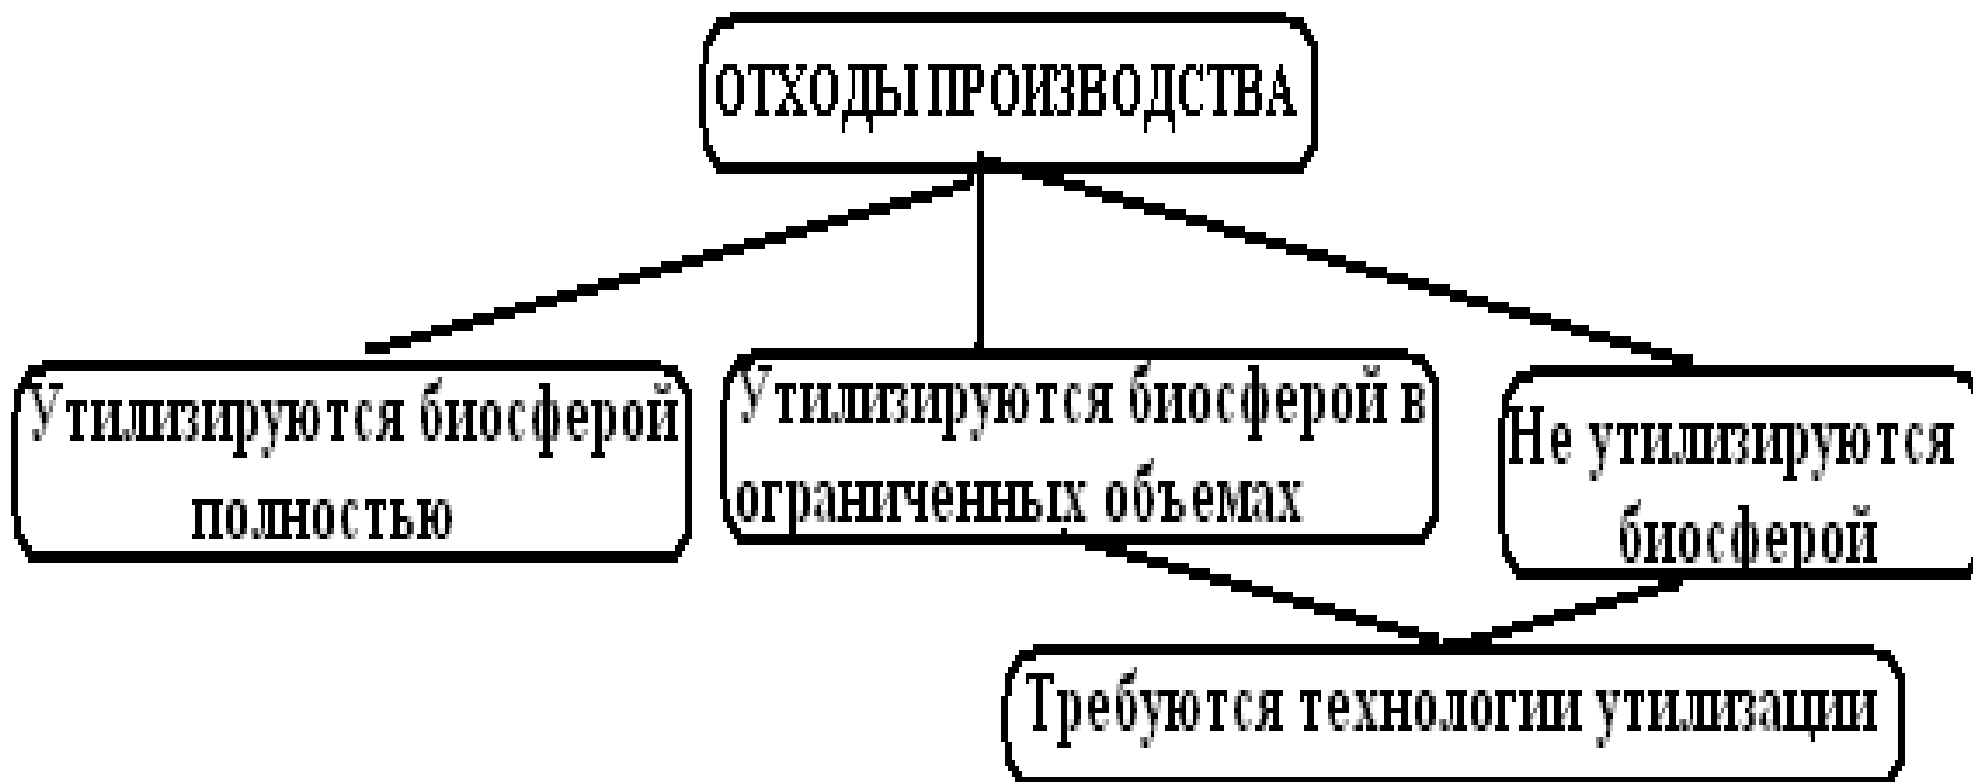 ОТХОДЫ ПРОИЗВОДСТВА
Утилизируются биосферой
полностью
Утилизируются биосферой в
ограниченных объемах
Не утилизируются
биосферой
Требуются технологии утилизации